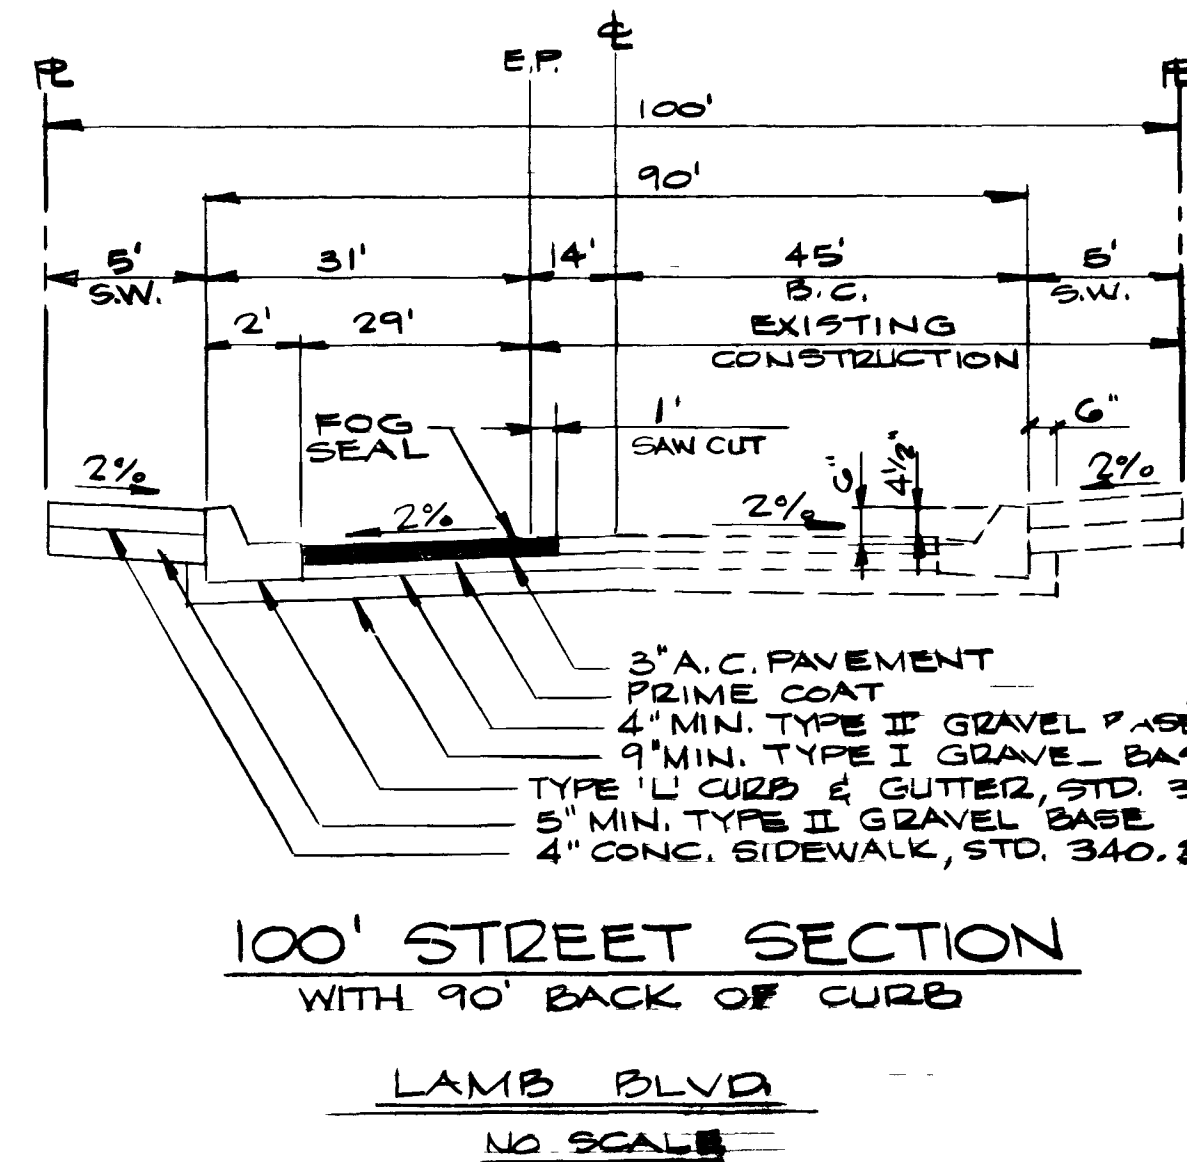 ℄
E.P.
℄
℄
100'
90'
5'
31'
14'
45'
5'
S.W.
B.C.
S.W.
2'
29'
EXISTING
CONSTRUCTION
FOG
SEAL
1'
SAW CUT
6"
2%
2%
2%
6"
4½"
2%
3" A.C. PAVEMENT
PRIME COAT
4" MIN. TYPE II GRAVEL BASE
9" MIN. TYPE I GRAVEL
TYPE 'L' CURB & GUTTER, STD.
5" MIN. TYPE II GRAVEL BASE
4" CONC. SIDEWALK, STD. 340.
100' STREET SECTION
WITH 90' BACK OF CURB
LAMB BLVD.
NO SCALE